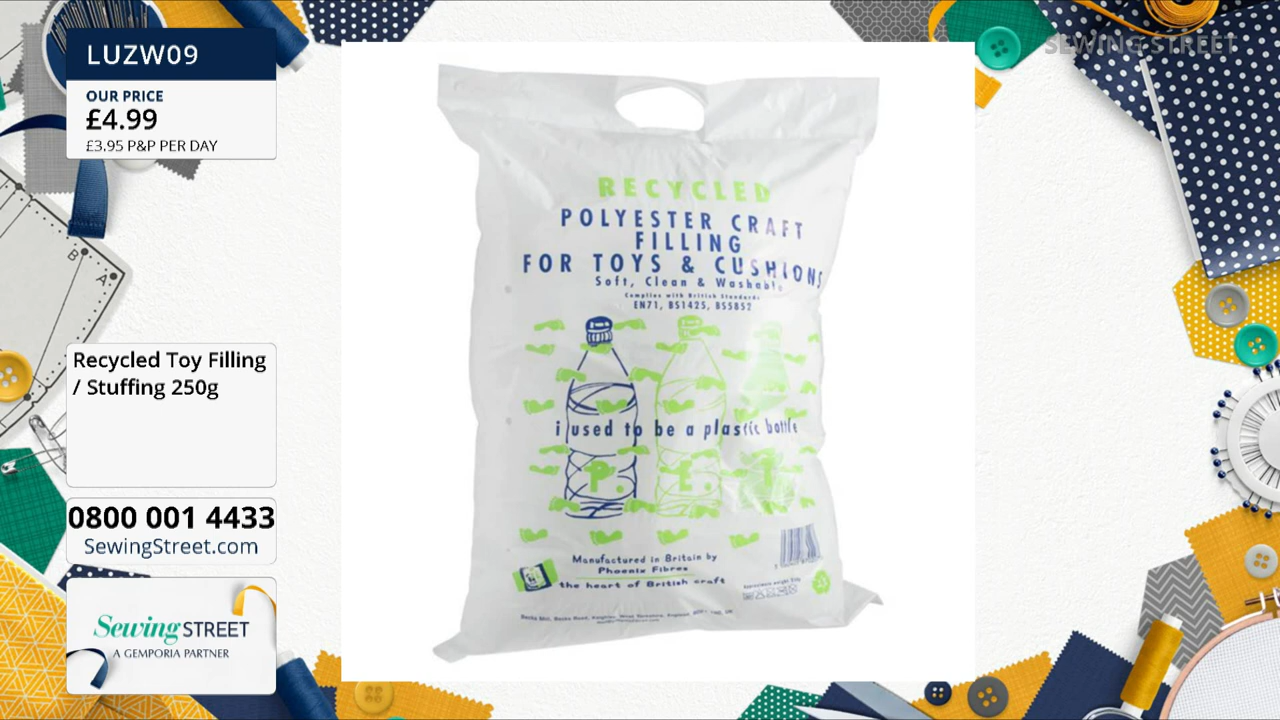 LUZW09
OUR PRICE
£4.99
£3.95 P&P PER DAY
SEWING STREET
Recycled Toy Filling
/ Stuffing 250g
0800 001 4433
SewingStreet.com
Sewing STREET
A GEMPORIA PARTNER
RECYCLED
POLYESTER CRAFT
FILLING
FOR TOYS & CUSHIONS
Soft, Clean & Washable
Complies with British Standards
EN71, BS1425, BS5852
i used to be a plastic bottle
P. E. T
Manufactured in Britain by
Phoenix Fibres
the heart of British craft
B
A